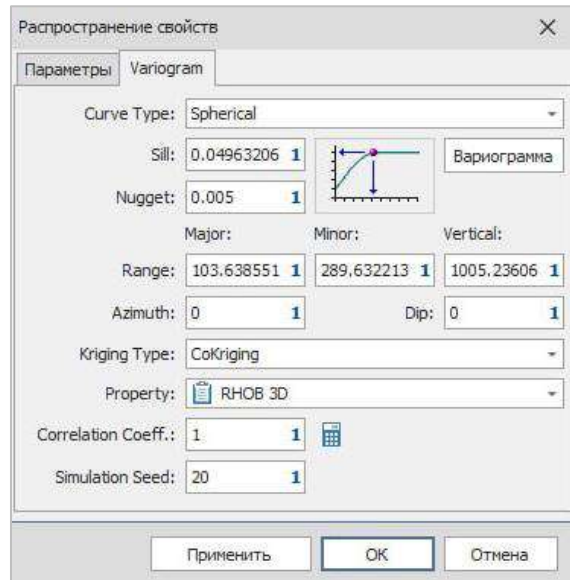 Распространение свойств
Параметры Variogram
Curve Type: Spherical
Sill: 0.04963206 1 Вариограмма
Nugget: 0.005 1
Major: Minor: Vertical:
Range: 103.638551 1 289.632213 1 1005.23606 1
Azimuth: 0 1 Dip: 0 1
Kriging Type: CoKriging
Property: RHOB 3D
Correlation Coeff.: 1 1
Simulation Seed: 20 1
Применить OK Отмена